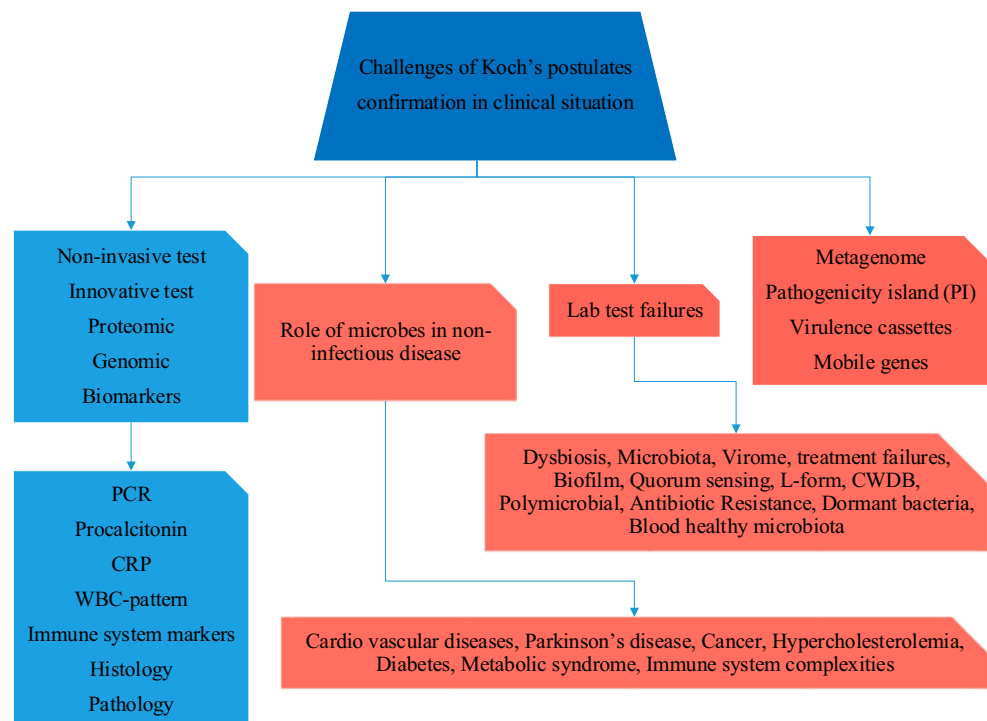 Challenges of Koch's postulates
confirmation in clinical situation
Non-invasive test
Innovative test
Proteomic
Genomic
Biomarkers
Role of microbes in non-
infectious disease
Lab test failures
Metagenome
Pathogenicity island (PI)
Virulence cassettes
Mobile genes
PCR
Procalcitonin
CRP
WBC-pattern
Immune system markers
Histology
Pathology
Dysbiosis, Microbiota, Virome, treatment failures,
Biofilm, Quorum sensing, L-form, CWDB,
Polymicrobial, Antibiotic Resistance, Dormant bacteria,
Blood healthy microbiota
Cardio vascular diseases, Parkinson's disease, Cancer, Hypercholesterolemia,
Diabetes, Metabolic syndrome, Immune system complexities